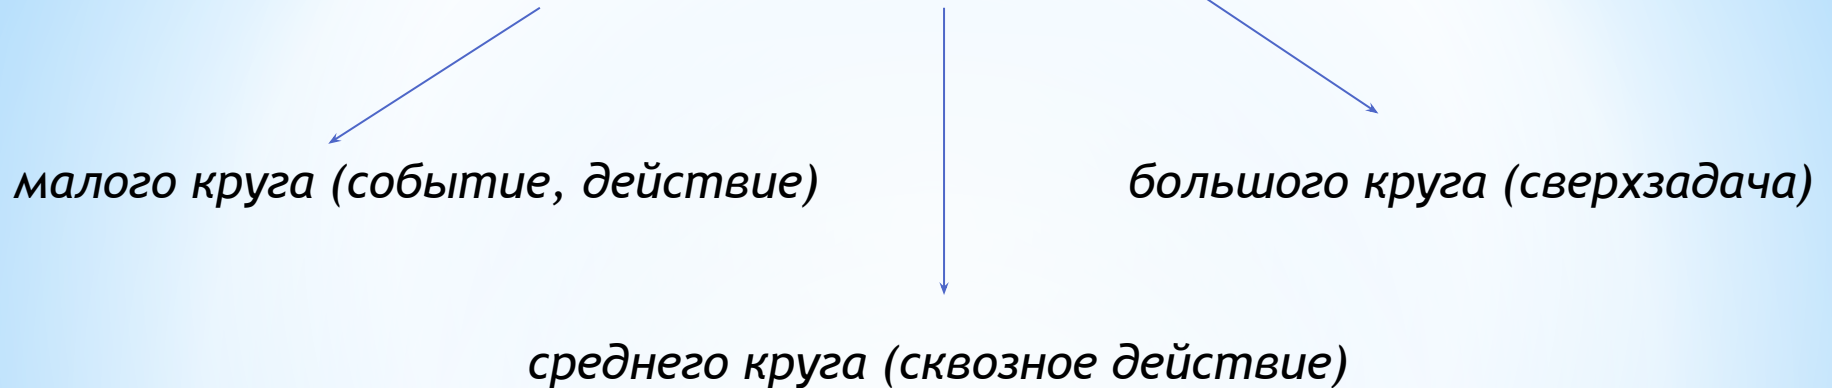 малого круга (событие, действие)
большого круга (сверхзадача)
среднего круга (сквозное действие)